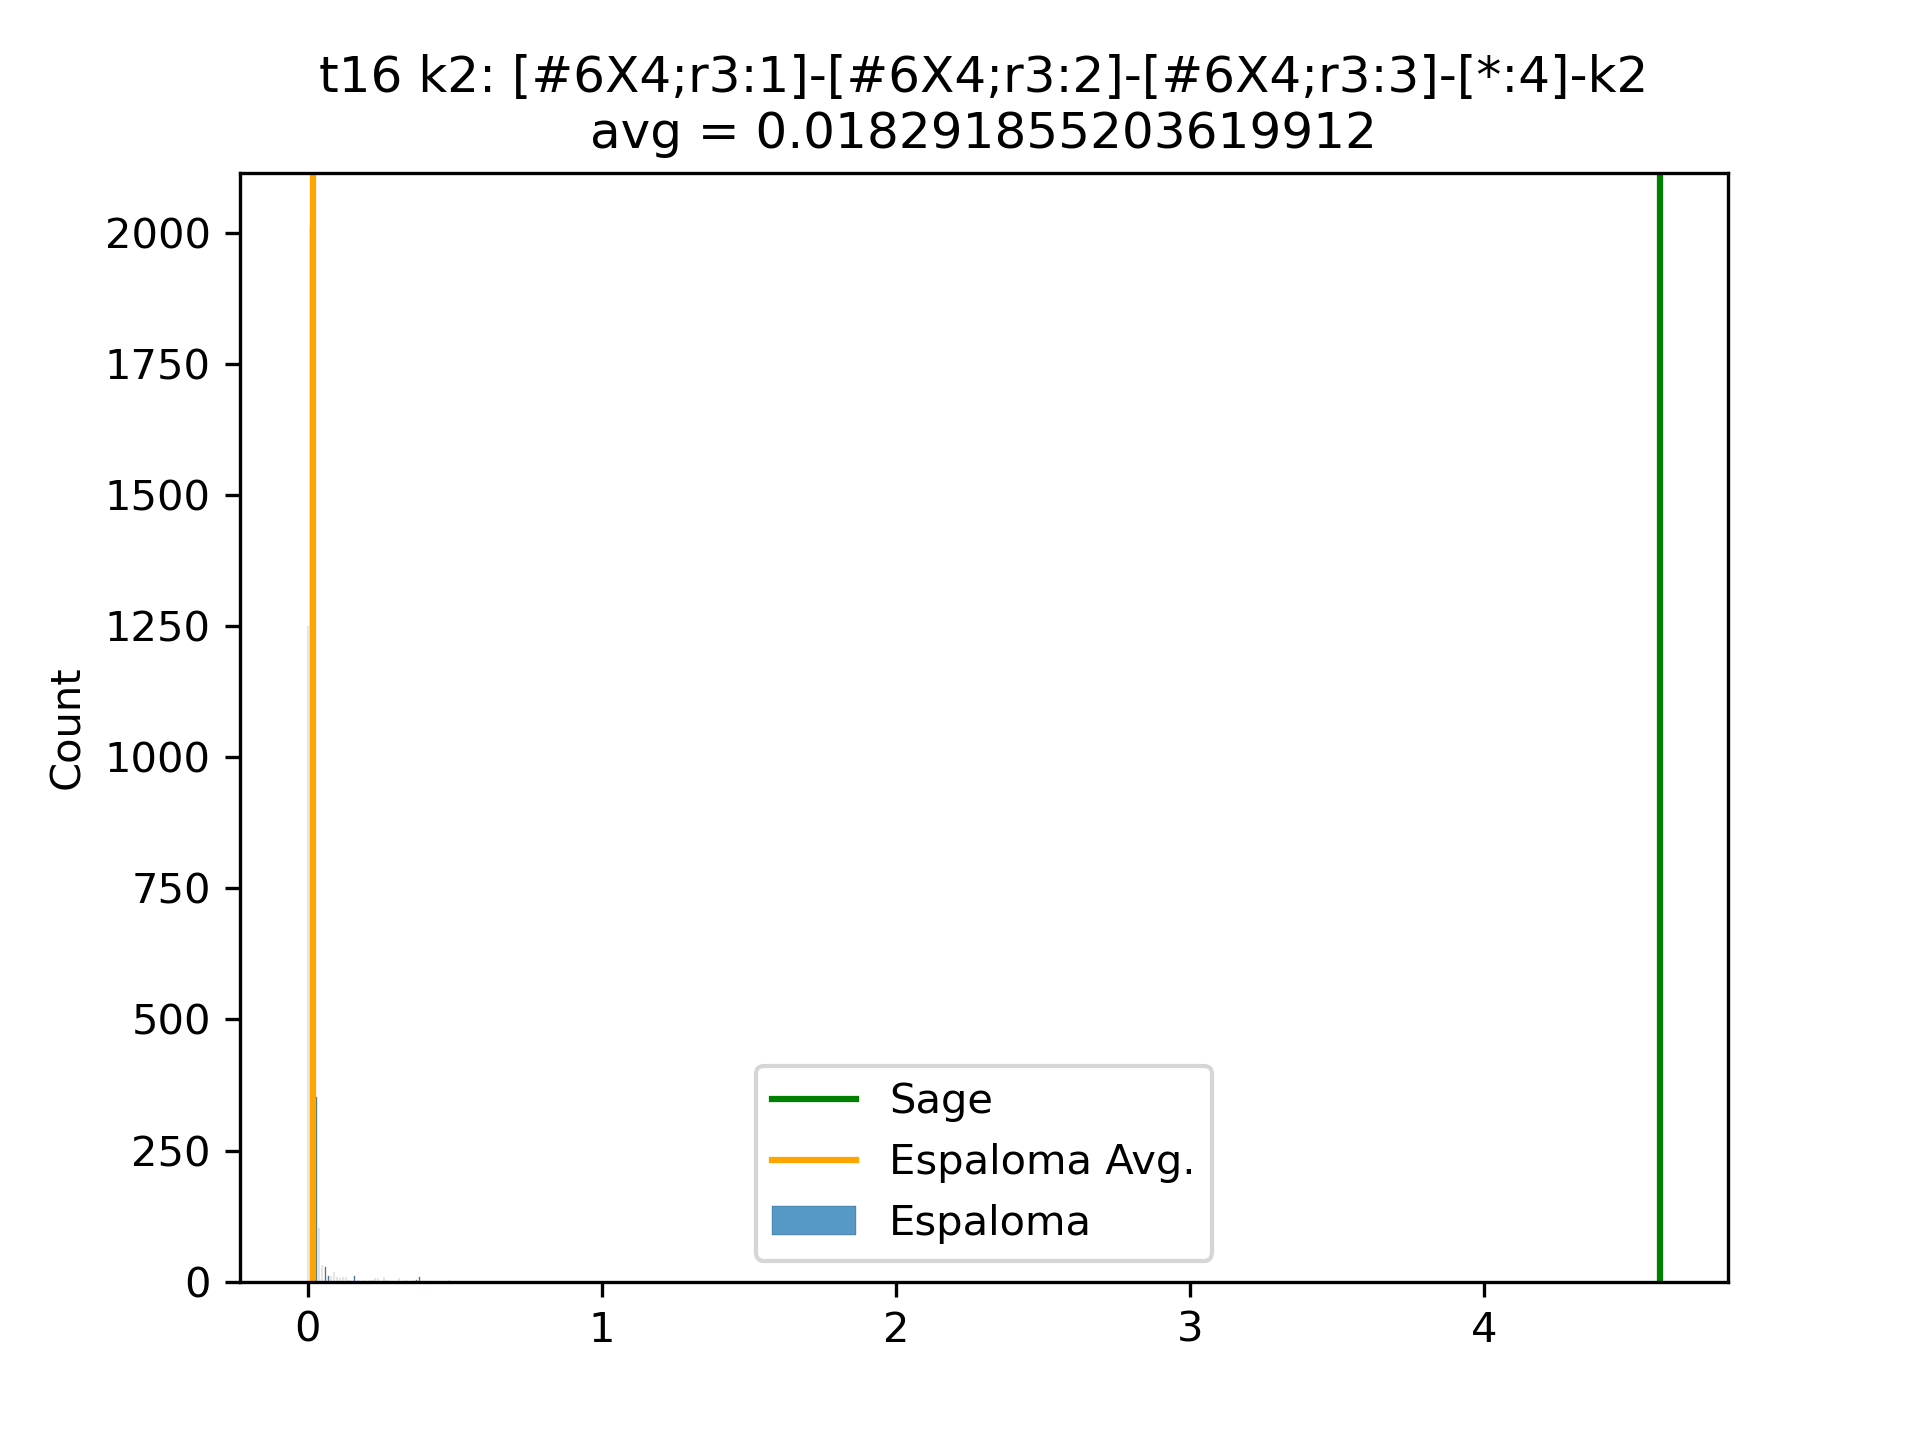 t16 k2: [#6X4;r3:1]-[#6X4;r3:2]-[#6X4;r3:3]-[*:4]-k2
avg = 0.018291855203619912
2000
1750
1500
1250
1000
750
500
250
0
Count
Sage
Espaloma Avg.
Espaloma
0 1 2 3 4